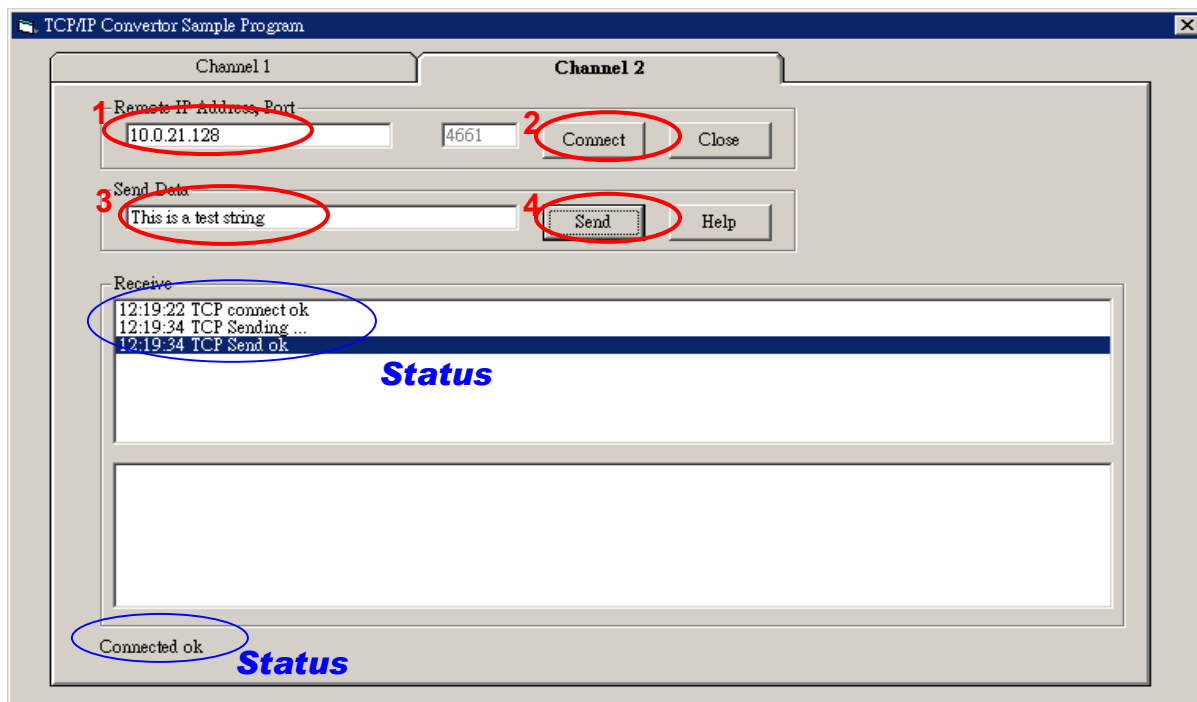 TCP/IP Convertor Sample Program
Channel 1 Channel 2
1 Remote IP Address, Port
10.0.21.128 4661 2 Connect Close
Send Data
3 This is a test string 4 Send Help
Receive
12:19:22 TCP connect ok
12:19:34 TCP Sending ...
12:19:34 TCP Send ok
Status
Connected ok
Status